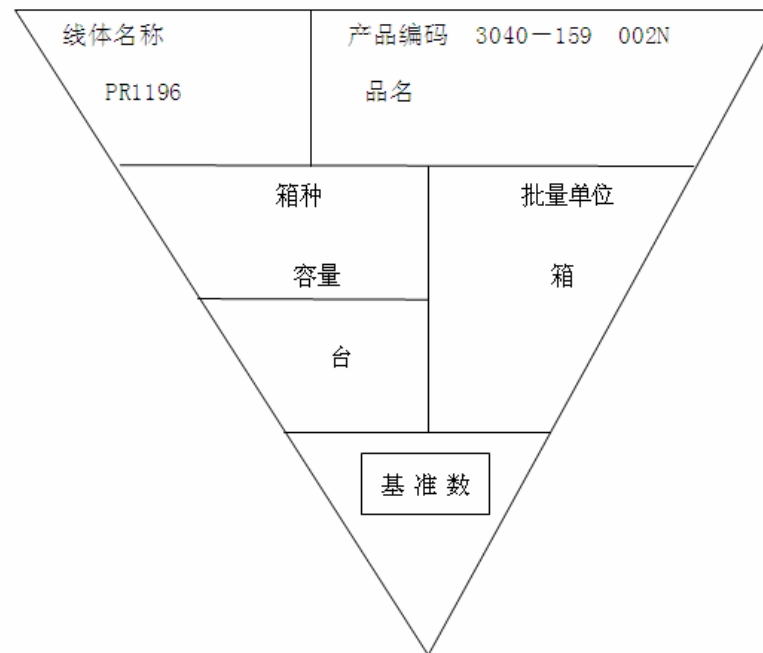 线体名称
产品编码 3040－159 002N
PR1196
品名
箱种
批量单位
容量
箱
台
基准数